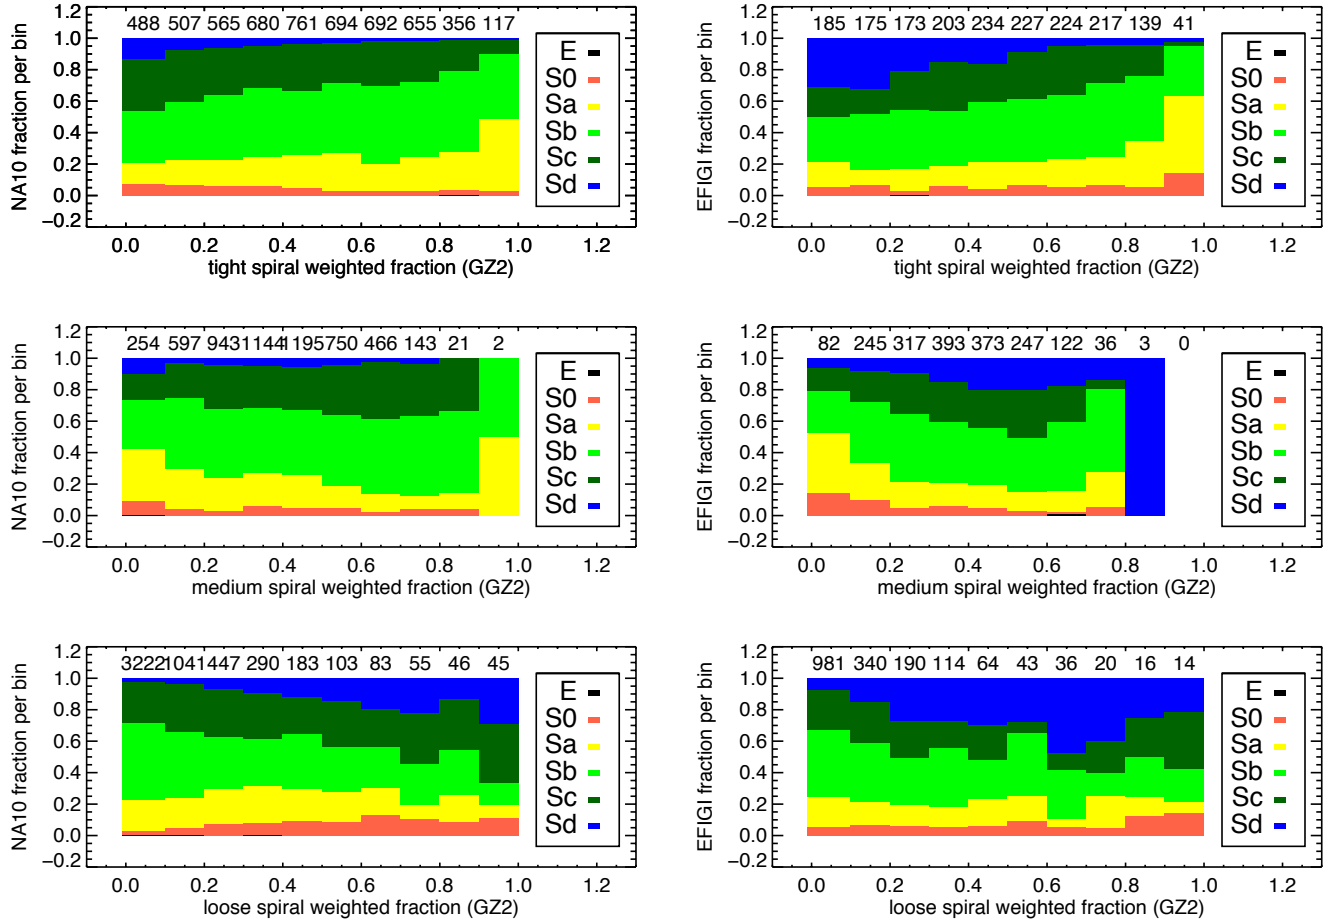 488 507 565 680 761 694 692 655 356 117
1.2
1.0
0.8
0.6
0.4
0.2
0.0
−0.2
NA10 fraction per bin
E
S0
Sa
Sb
Sc
Sd
0.0 0.2 0.4 0.6 0.8 1.0 1.2
tight spiral weighted fraction (GZ2)
185 175 173 203 234 227 224 217 139 41
1.2
1.0
0.8
0.6
0.4
0.2
0.0
−0.2
EFIGI fraction per bin
E
S0
Sa
Sb
Sc
Sd
0.0 0.2 0.4 0.6 0.8 1.0 1.2
tight spiral weighted fraction (GZ2)
254 597 943 1144 1195 750 466 143 21 2
1.2
1.0
0.8
0.6
0.4
0.2
0.0
−0.2
NA10 fraction per bin
E
S0
Sa
Sb
Sc
Sd
0.0 0.2 0.4 0.6 0.8 1.0 1.2
medium spiral weighted fraction (GZ2)
82 245 317 393 373 247 122 36 3 0
1.2
1.0
0.8
0.6
0.4
0.2
0.0
−0.2
EFIGI fraction per bin
E
S0
Sa
Sb
Sc
Sd
0.0 0.2 0.4 0.6 0.8 1.0 1.2
medium spiral weighted fraction (GZ2)
3222 1041 447 290 183 103 83 55 46 45
1.2
1.0
0.8
0.6
0.4
0.2
0.0
−0.2
NA10 fraction per bin
E
S0
Sa
Sb
Sc
Sd
0.0 0.2 0.4 0.6 0.8 1.0 1.2
loose spiral weighted fraction (GZ2)
981 340 190 114 64 43 36 20 16 14
1.2
1.0
0.8
0.6
0.4
0.2
0.0
−0.2
EFIGI fraction per bin
E
S0
Sa
Sb
Sc
Sd
0.0 0.2 0.4 0.6 0.8 1.0 1.2
loose spiral weighted fraction (GZ2)